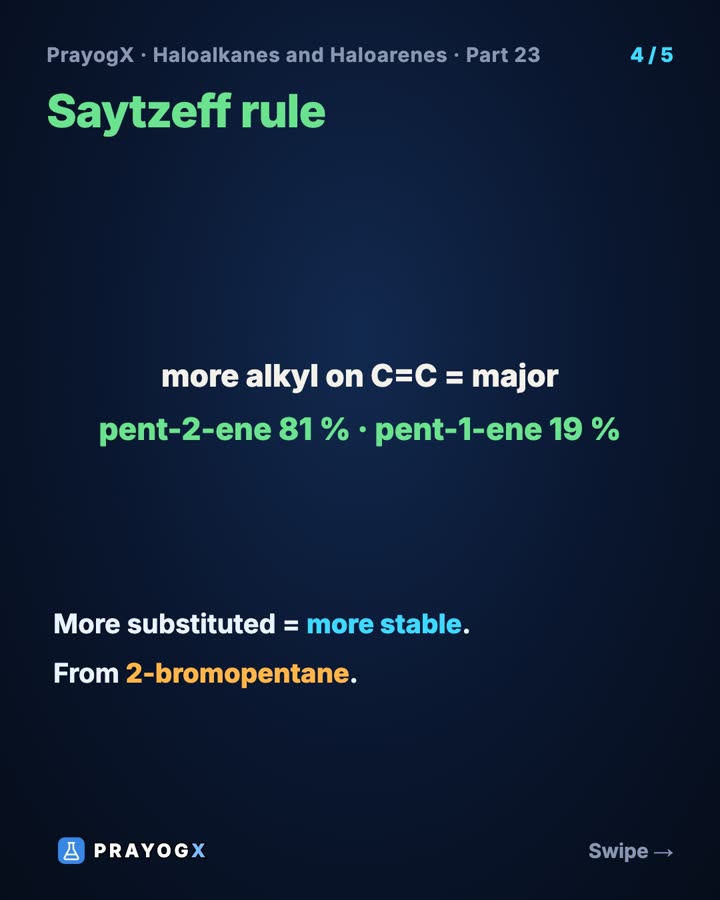 PrayogX · Haloalkanes and Haloarenes · Part 23 4 / 5
Saytzeff rule
more alkyl on C=C = major
pent-2-ene 81 % · pent-1-ene 19 %
More substituted = more stable.
From 2-bromopentane.
PRAYOGX Swipe →